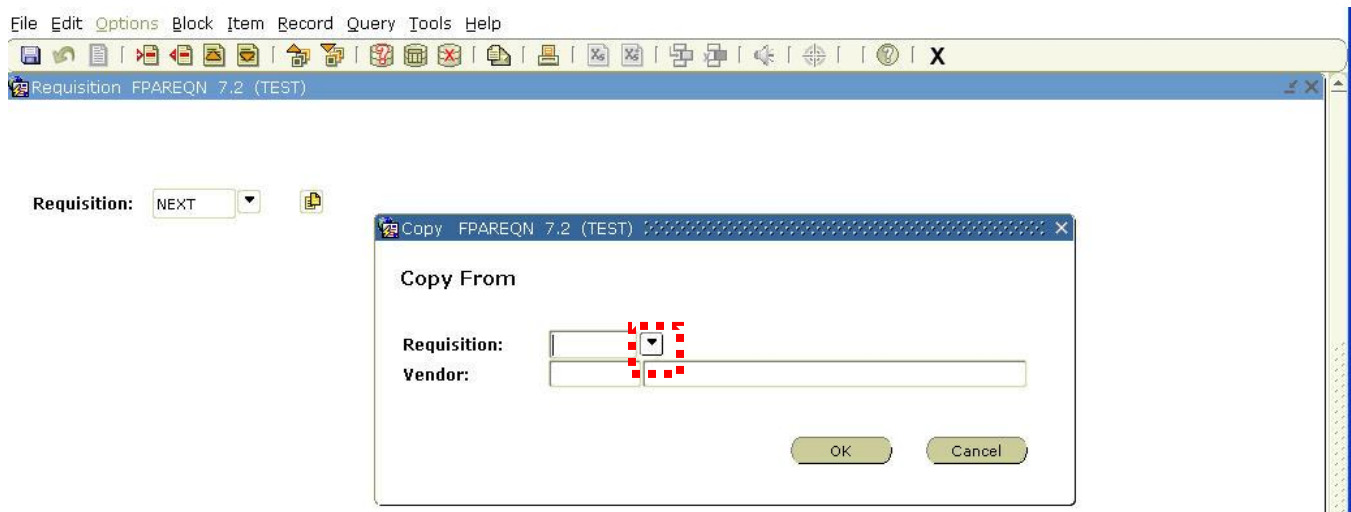 File Edit Options Block Item Record Query Tools Help
X
Requisition FPAREQN 7.2 (TEST)
Requisition: NEXT
Copy FPAREQN 7.2 (TEST)
Copy From
Requisition:
Vendor:
OK Cancel